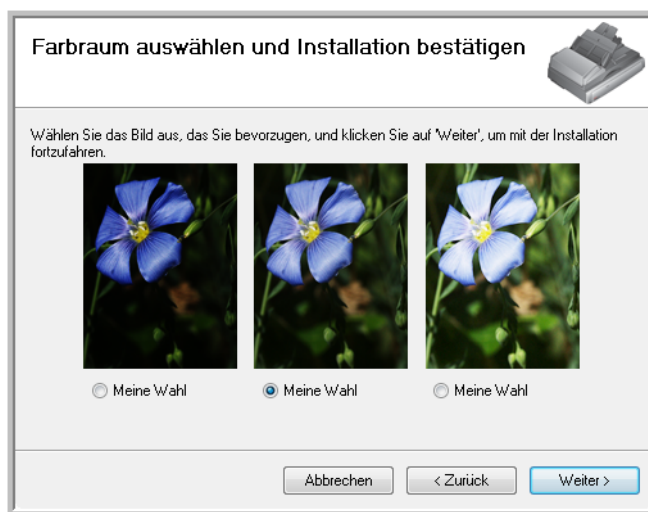 Farbraum auswählen und Installation bestätigen
Wählen Sie das Bild aus, das Sie bevorzugen, und klicken Sie auf 'Weiter', um mit der Installation
fortzufahren.
Meine Wahl
Meine Wahl
Meine Wahl
Abbrechen
< Zurück
Weiter >